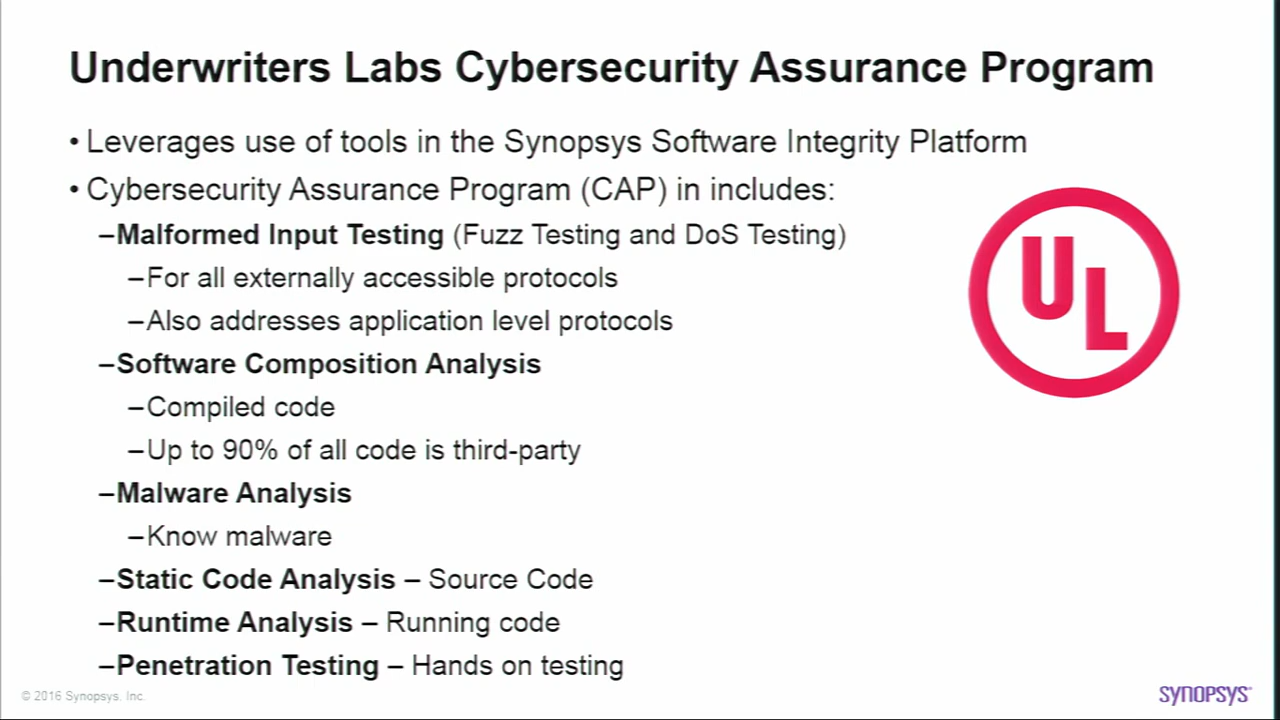 Underwriters Labs Cybersecurity Assurance Program
• Leverages use of tools in the Synopsys Software Integrity Platform
• Cybersecurity Assurance Program (CAP) in includes:
–Malformed Input Testing (Fuzz Testing and DoS Testing)
–For all externally accessible protocols
–Also addresses application level protocols
–Software Composition Analysis
–Compiled code
–Up to 90% of all code is third-party
–Malware Analysis
–Know malware
–Static Code Analysis – Source Code
–Runtime Analysis – Running code
–Penetration Testing – Hands on testing
UL
© 2016 Synopsys. Inc.
SYNOPSYS®